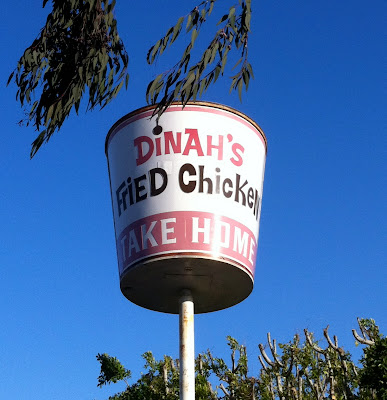 DiNAH'S
FRiED ChicKEN
TAKE HOME